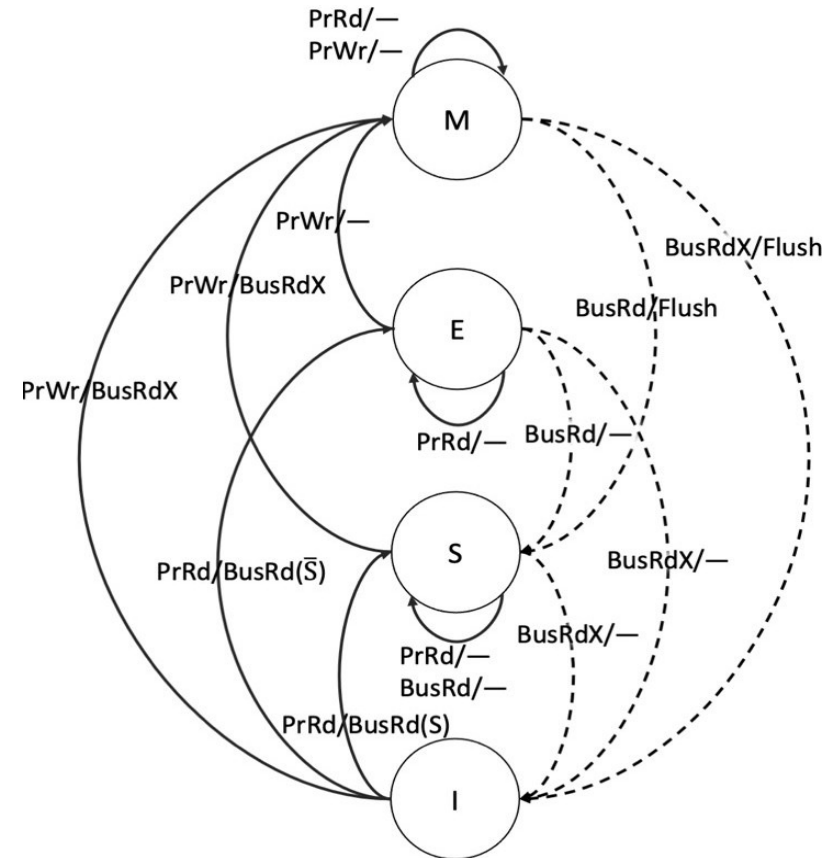 PrRd/—
PrWr/—
M
PrWr/—
BusRdX/Flush
PrWr/BusRdX
BusRd/Flush
E
PrWr/BusRdX
PrRd/—
BusRd/—
S
PrRd/BusRd(S̅)
BusRdX/—
BusRdX/—
PrRd/—
BusRd/—
PrRd/BusRd(S)
I